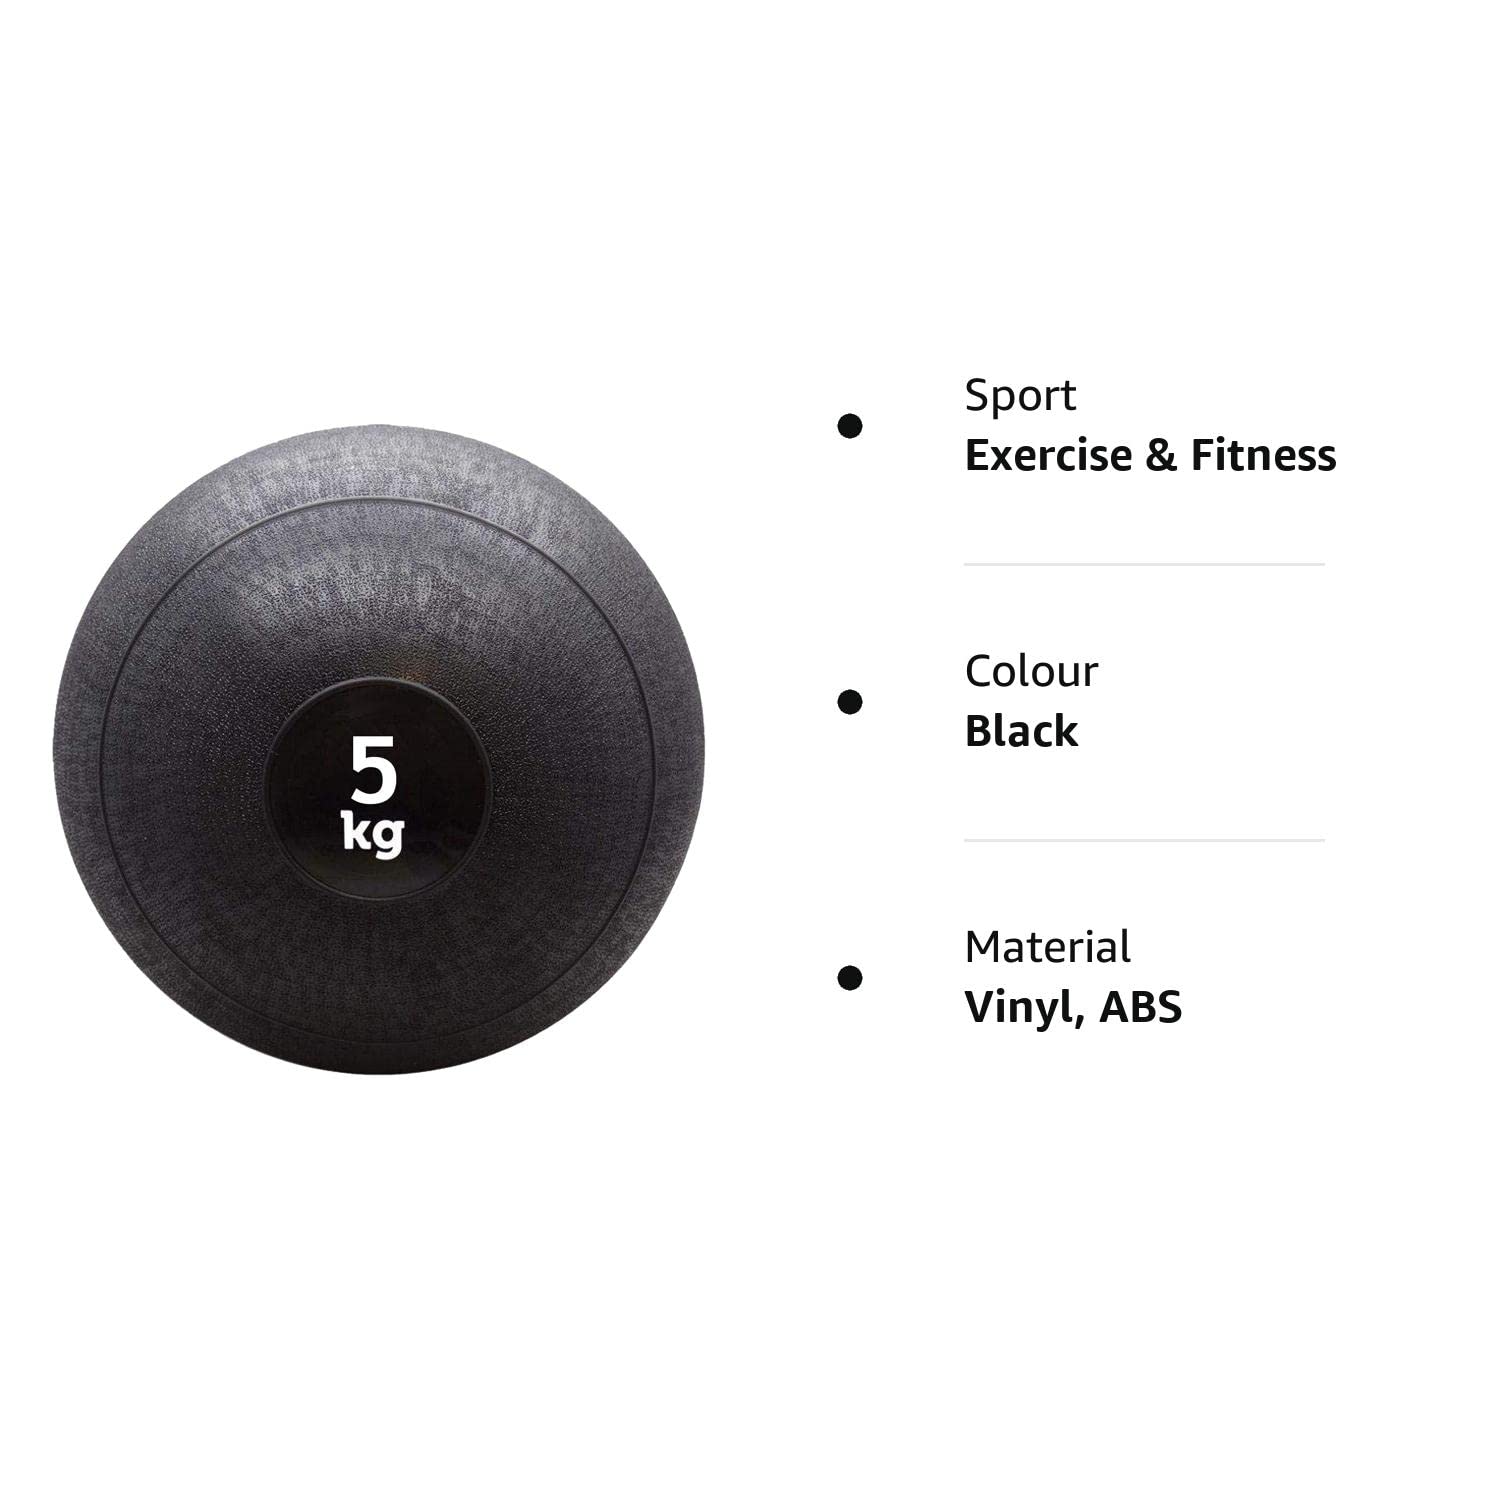 5
kg
Sport
Exercise & Fitness
Colour
Black
Material
Vinyl, ABS